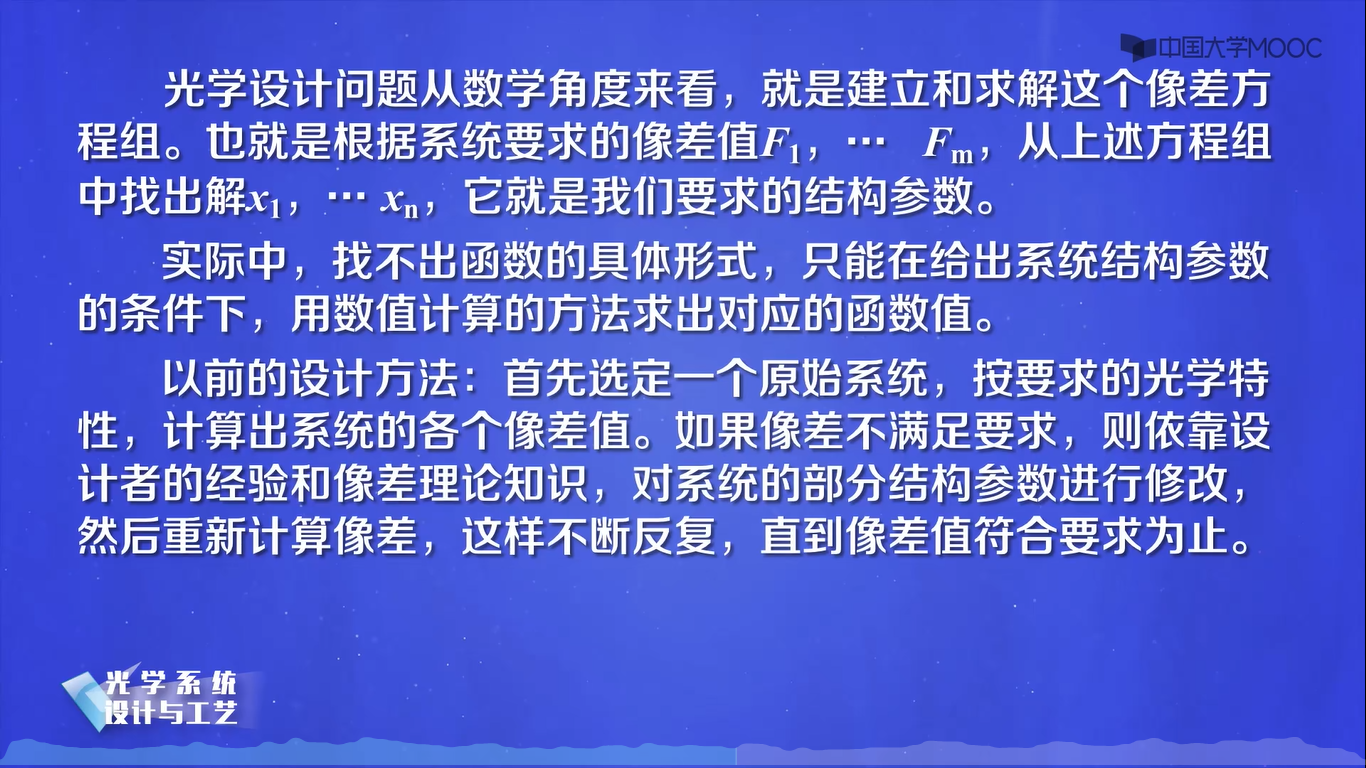 中国大学MOOC
光学设计问题从数学角度来看，就是建立和求解这个像差方
程组。也就是根据系统要求的像差值F₁，… Fₘ，从上述方程组
中找出解x₁，… xₙ，它就是我们要求的结构参数。
实际中，找不出函数的具体形式，只能在给出系统结构参数
的条件下，用数值计算的方法求出对应的函数值。
以前的设计方法：首先选定一个原始系统，按要求的光学特
性，计算出系统的各个像差值。如果像差不满足要求，则依靠设
计者的经验和像差理论知识，对系统的部分结构参数进行修改，
然后重新计算像差，这样不断反复，直到像差值符合要求为止。
光学系统
设计与工艺